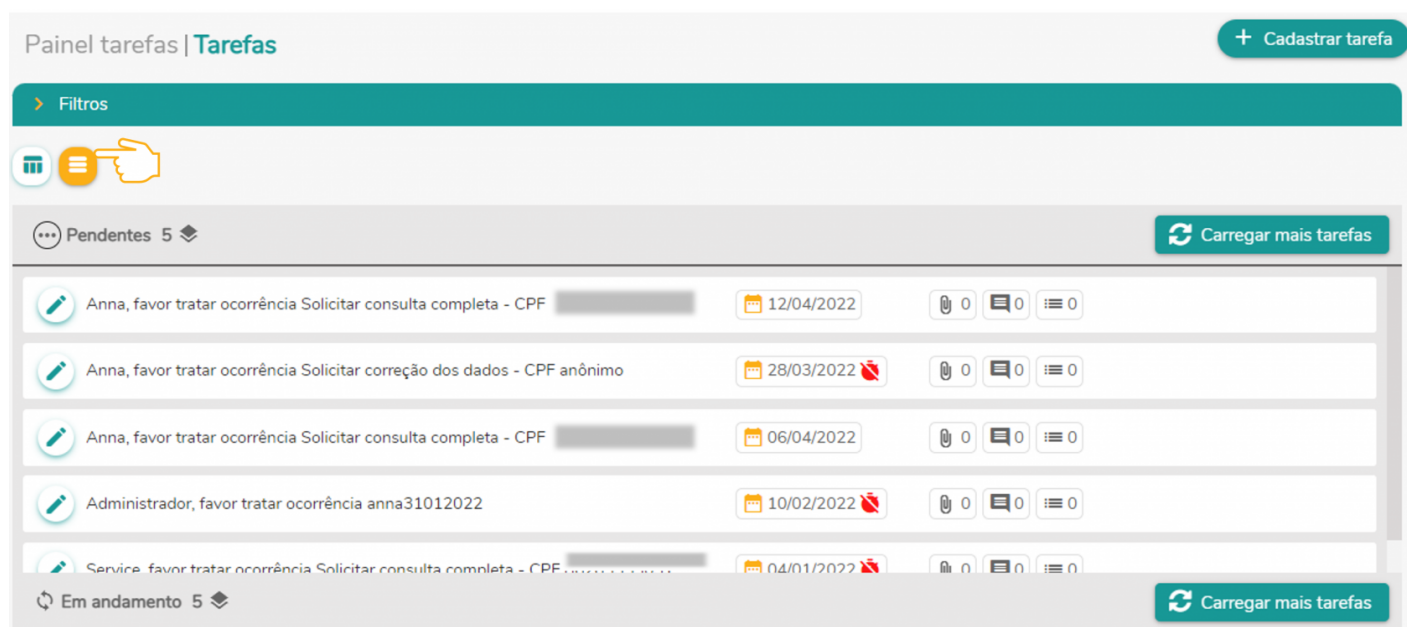 Painel tarefas | Tarefas
+ Cadastrar tarefa
Filtros
Pendentes 5
Carregar mais tarefas
Anna, favor tratar ocorrência Solicitar consulta completa - CPF 12/04/2022 0 0 0
Anna, favor tratar ocorrência Solicitar correção dos dados - CPF anônimo 28/03/2022 0 0 0
Anna, favor tratar ocorrência Solicitar consulta completa - CPF 06/04/2022 0 0 0
Administrador, favor tratar ocorrência anna31012022 10/02/2022 0 0 0
Service, favor tratar ocorrência Solicitar consulta completa - CPF 04/01/2022 0 0 0
Em andamento 5
Carregar mais tarefas